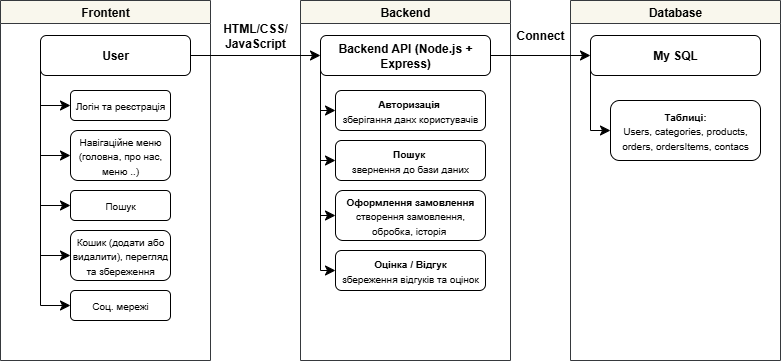 Frontent
User
Логін та реєстрація
Навігаційне меню
(головна, про нас,
меню ..)
Пошук
Кошик (додати або
видалити), перегляд
та збереження
Соц. мережі
HTML/CSS/
JavaScript
Backend
Backend API (Node.js +
Express)
Авторизація
зберігання данх користувачів
Пошук
звернення до бази даних
Оформлення замовлення
створення замовлення,
обробка, історія
Оцінка / Відгук
збереження відгуків та оцінок
Connect
Database
My SQL
Таблиці:
Users, categories, products,
orders, ordersItems, contacs